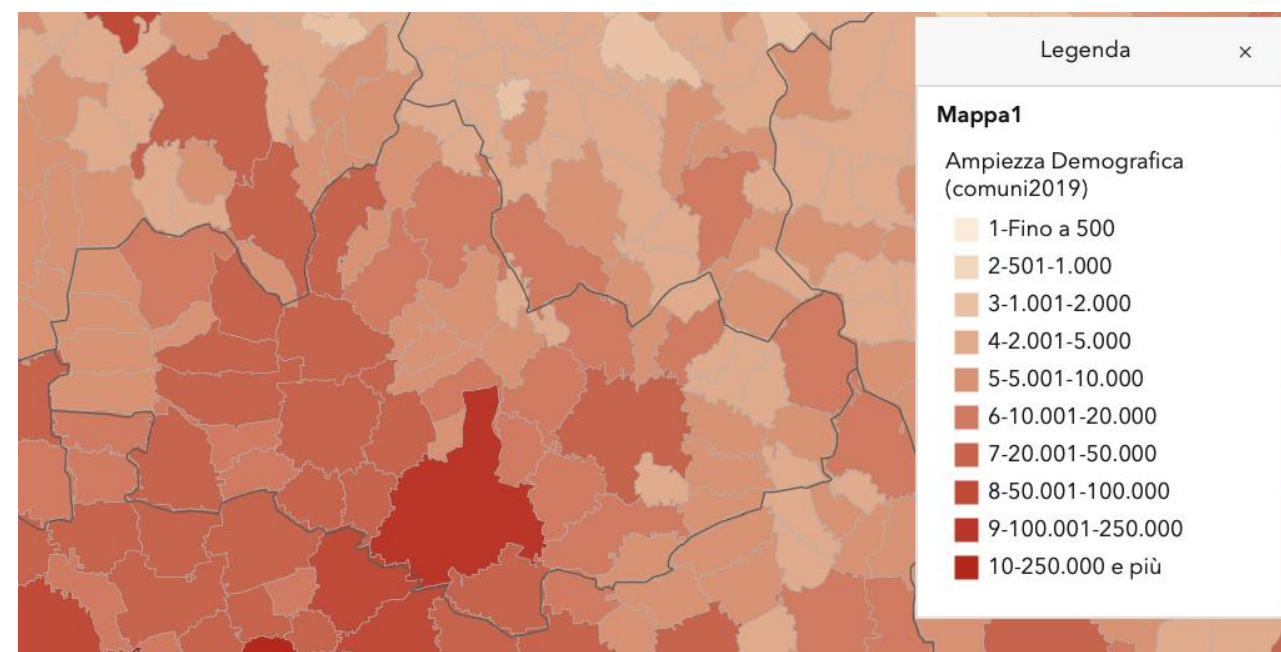 Legenda ×
Mappa1
Ampiezza Demografica
(comuni2019)
1-Fino a 500
2-501-1.000
3-1.001-2.000
4-2.001-5.000
5-5.001-10.000
6-10.001-20.000
7-20.001-50.000
8-50.001-100.000
9-100.001-250.000
10-250.000 e più